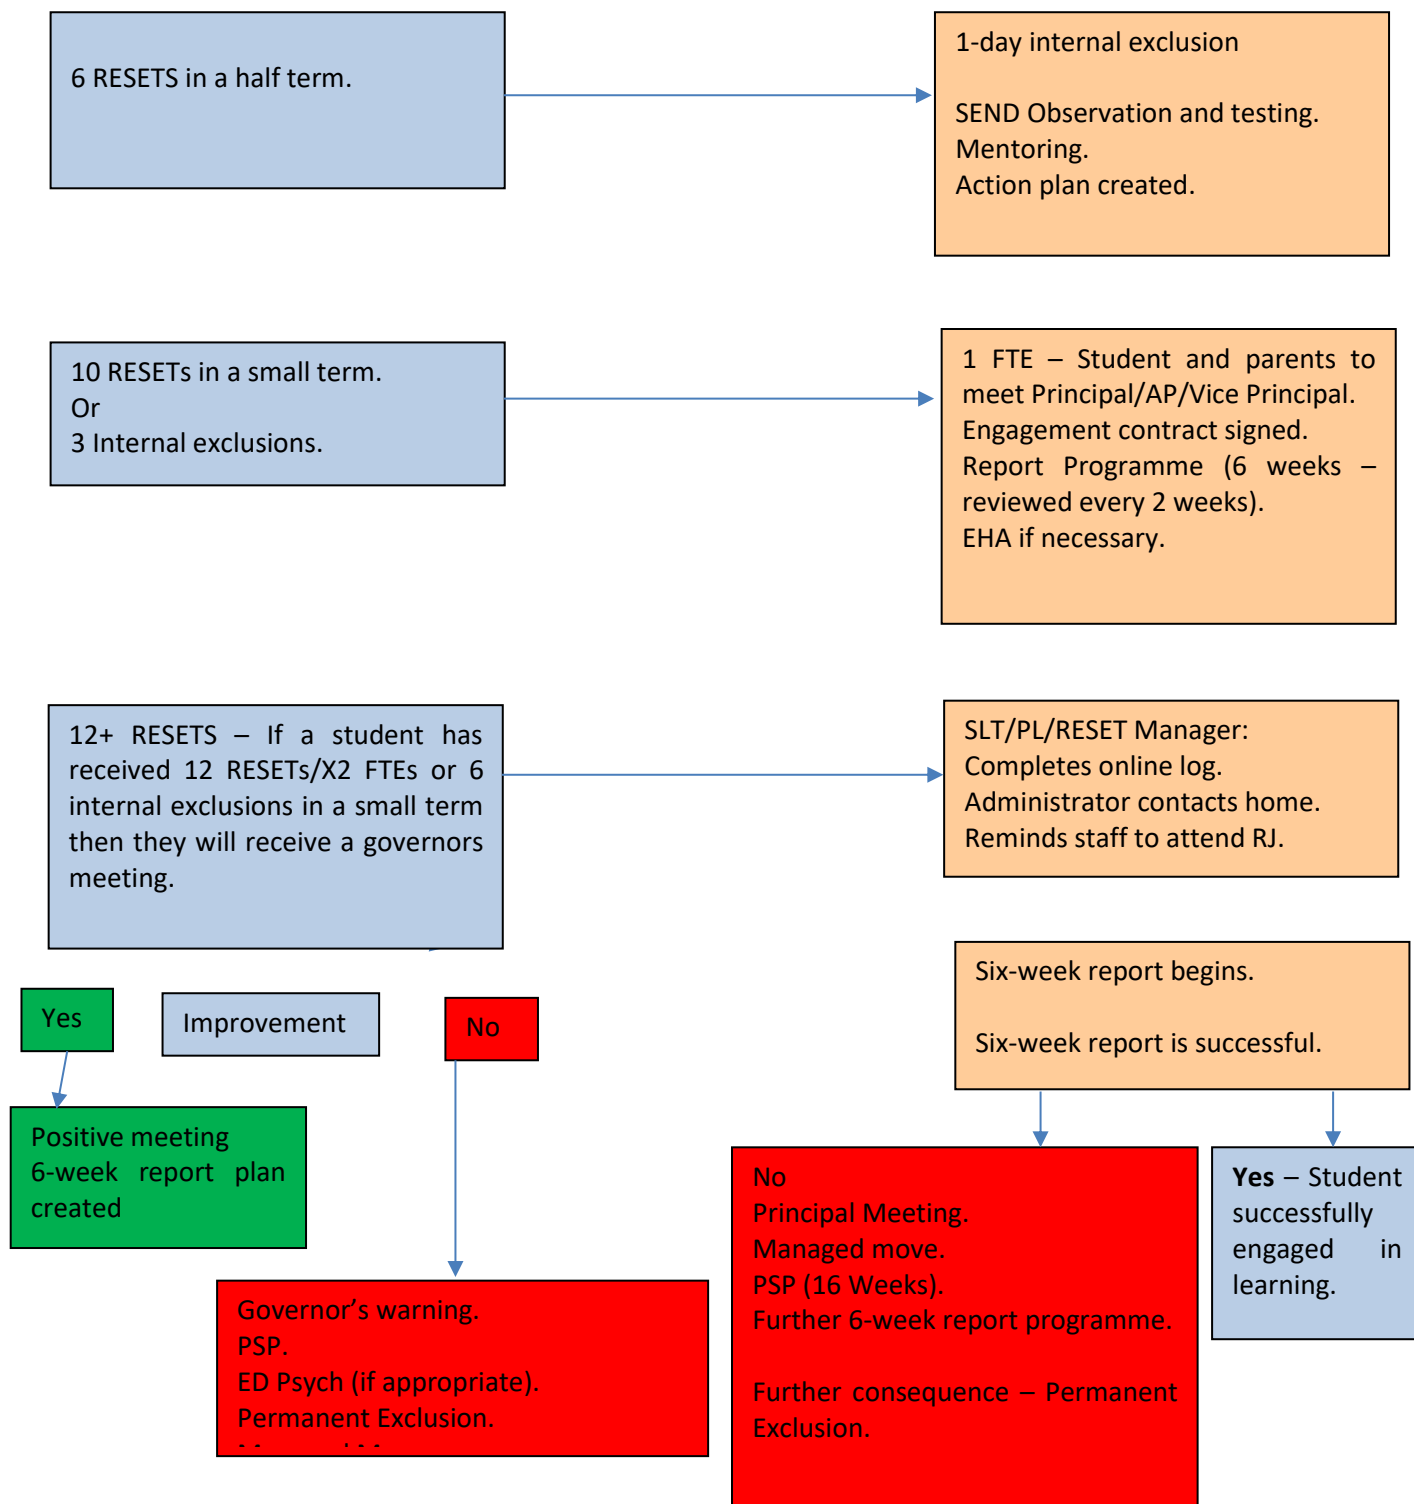 6 RESETS in a half term.
1-day internal exclusion
SEND Observation and testing.
Mentoring.
Action plan created.
10 RESETs in a small term.
Or
3 Internal exclusions.
1 FTE – Student and parents to
meet Principal/AP/Vice Principal.
Engagement contract signed.
Report Programme (6 weeks –
reviewed every 2 weeks).
EHA if necessary.
12+ RESETS – If a student has
received 12 RESETs/X2 FTEs or 6
internal exclusions in a small term
then they will receive a governors
meeting.
SLT/PL/RESET Manager:
Completes online log.
Administrator contacts home.
Reminds staff to attend RJ.
Six-week report begins.
Six-week report is successful.
Yes
Improvement
No
Positive meeting
6-week report plan
created
Governor’s warning.
PSP.
ED Psych (if appropriate).
Permanent Exclusion.
No
Principal Meeting.
Managed move.
PSP (16 Weeks).
Further 6-week report programme.
Further consequence – Permanent
Exclusion.
Yes – Student
successfully
engaged in
learning.